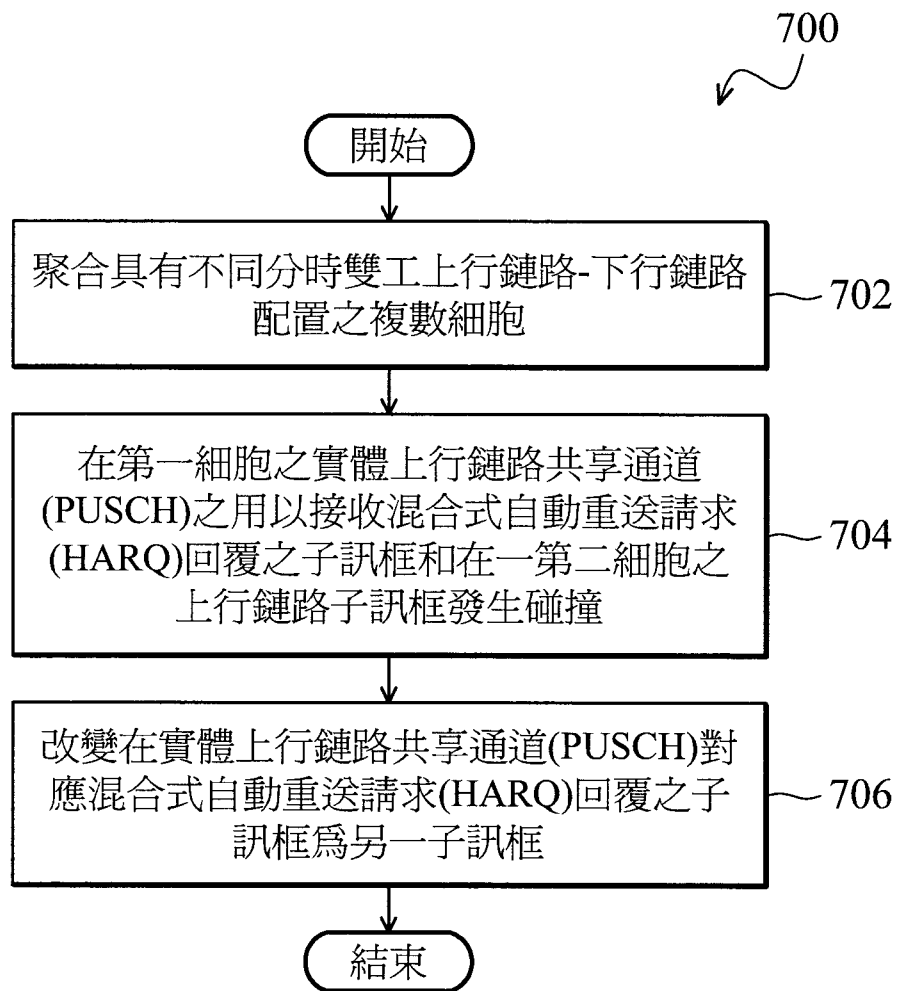 700
開始
聚合具有不同分時雙工上行鏈路-下行鏈路
配置之複數細胞
702
在第一細胞之實體上行鏈路共享通道
(PUSCH)之用以接收混合式自動重送請求
(HARQ)回覆之子訊框和在一第二細胞之
上行鏈路子訊框發生碰撞
704
改變在實體上行鏈路共享通道(PUSCH)對
應混合式自動重送請求(HARQ)回覆之子
訊框爲另一子訊框
706
結束